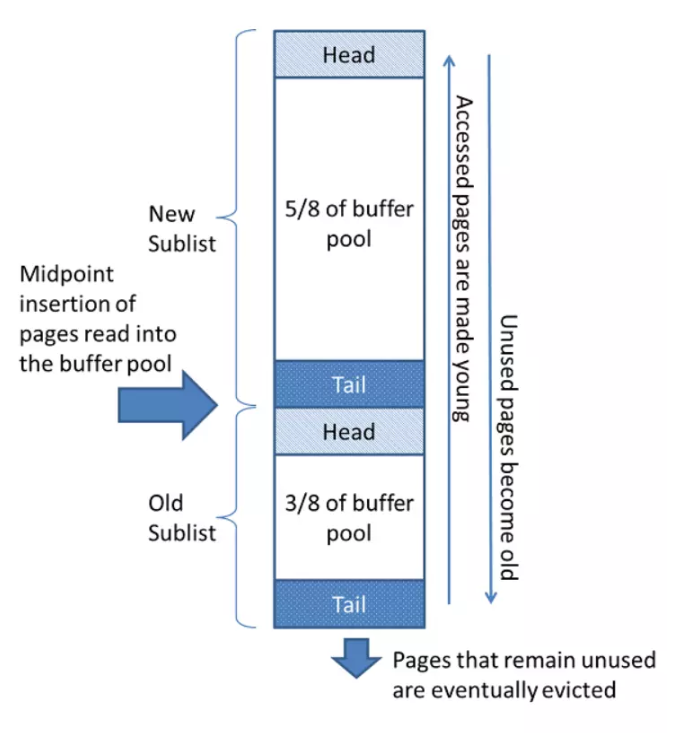 Head
5/8 of buffer
pool
New
Sublist
Midpoint
insertion of
pages read into
the buffer pool
Tail
Head
Old
Sublist
3/8 of buffer
pool
Tail
Accessed pages are made young
Unused pages become old
Pages that remain unused
are eventually evicted